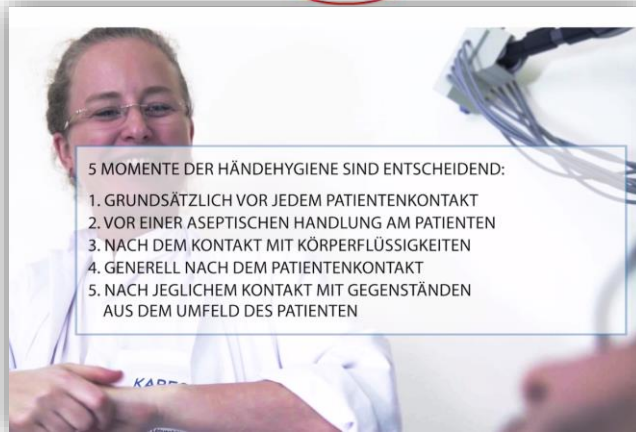 5 MOMENTE DER HÄNDEHYGIENE SIND ENTSCHEIDEND:
1. GRUNDSÄTZLICH VOR JEDEM PATIENTENKONTAKT
2. VOR EINER ASEPTISCHEN HANDLUNG AM PATIENTEN
3. NACH DEM KONTAKT MIT KÖRPERFLÜSSIGKEITEN
4. GENERELL NACH DEM PATIENTENKONTAKT
5. NACH JEGLICHEM KONTAKT MIT GEGENSTÄNDEN
AUS DEM UMFELD DES PATIENTEN